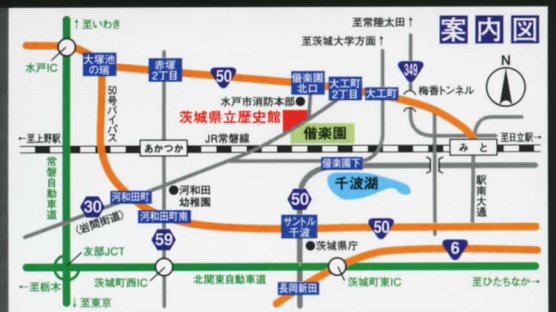 案内図
↑至いわき
至常陸太田↑
至茨城大学方面↑
水戸IC
大塚池
の端
赤塚
2丁目
50
偕楽園
北口
大工町
2丁目
大工町
349
梅香トンネル
N
50号バイパス
水戸市消防本部
茨城県立歴史館
偕楽園
←至上野駅
JR常磐線
あかつか
みと
→至日立駅
偕楽園下
千波湖
常磐自動車道
河和田町
河和田
幼稚園
30
(岩間街道)
河和田町南
50
駅南大通
サントル
千波
50
59
茨城県庁
6
友部JCT
茨城町西IC
北関東自動車道
茨城町東IC
至ひたちなか→
←至栃木
↓至東京
長岡新田